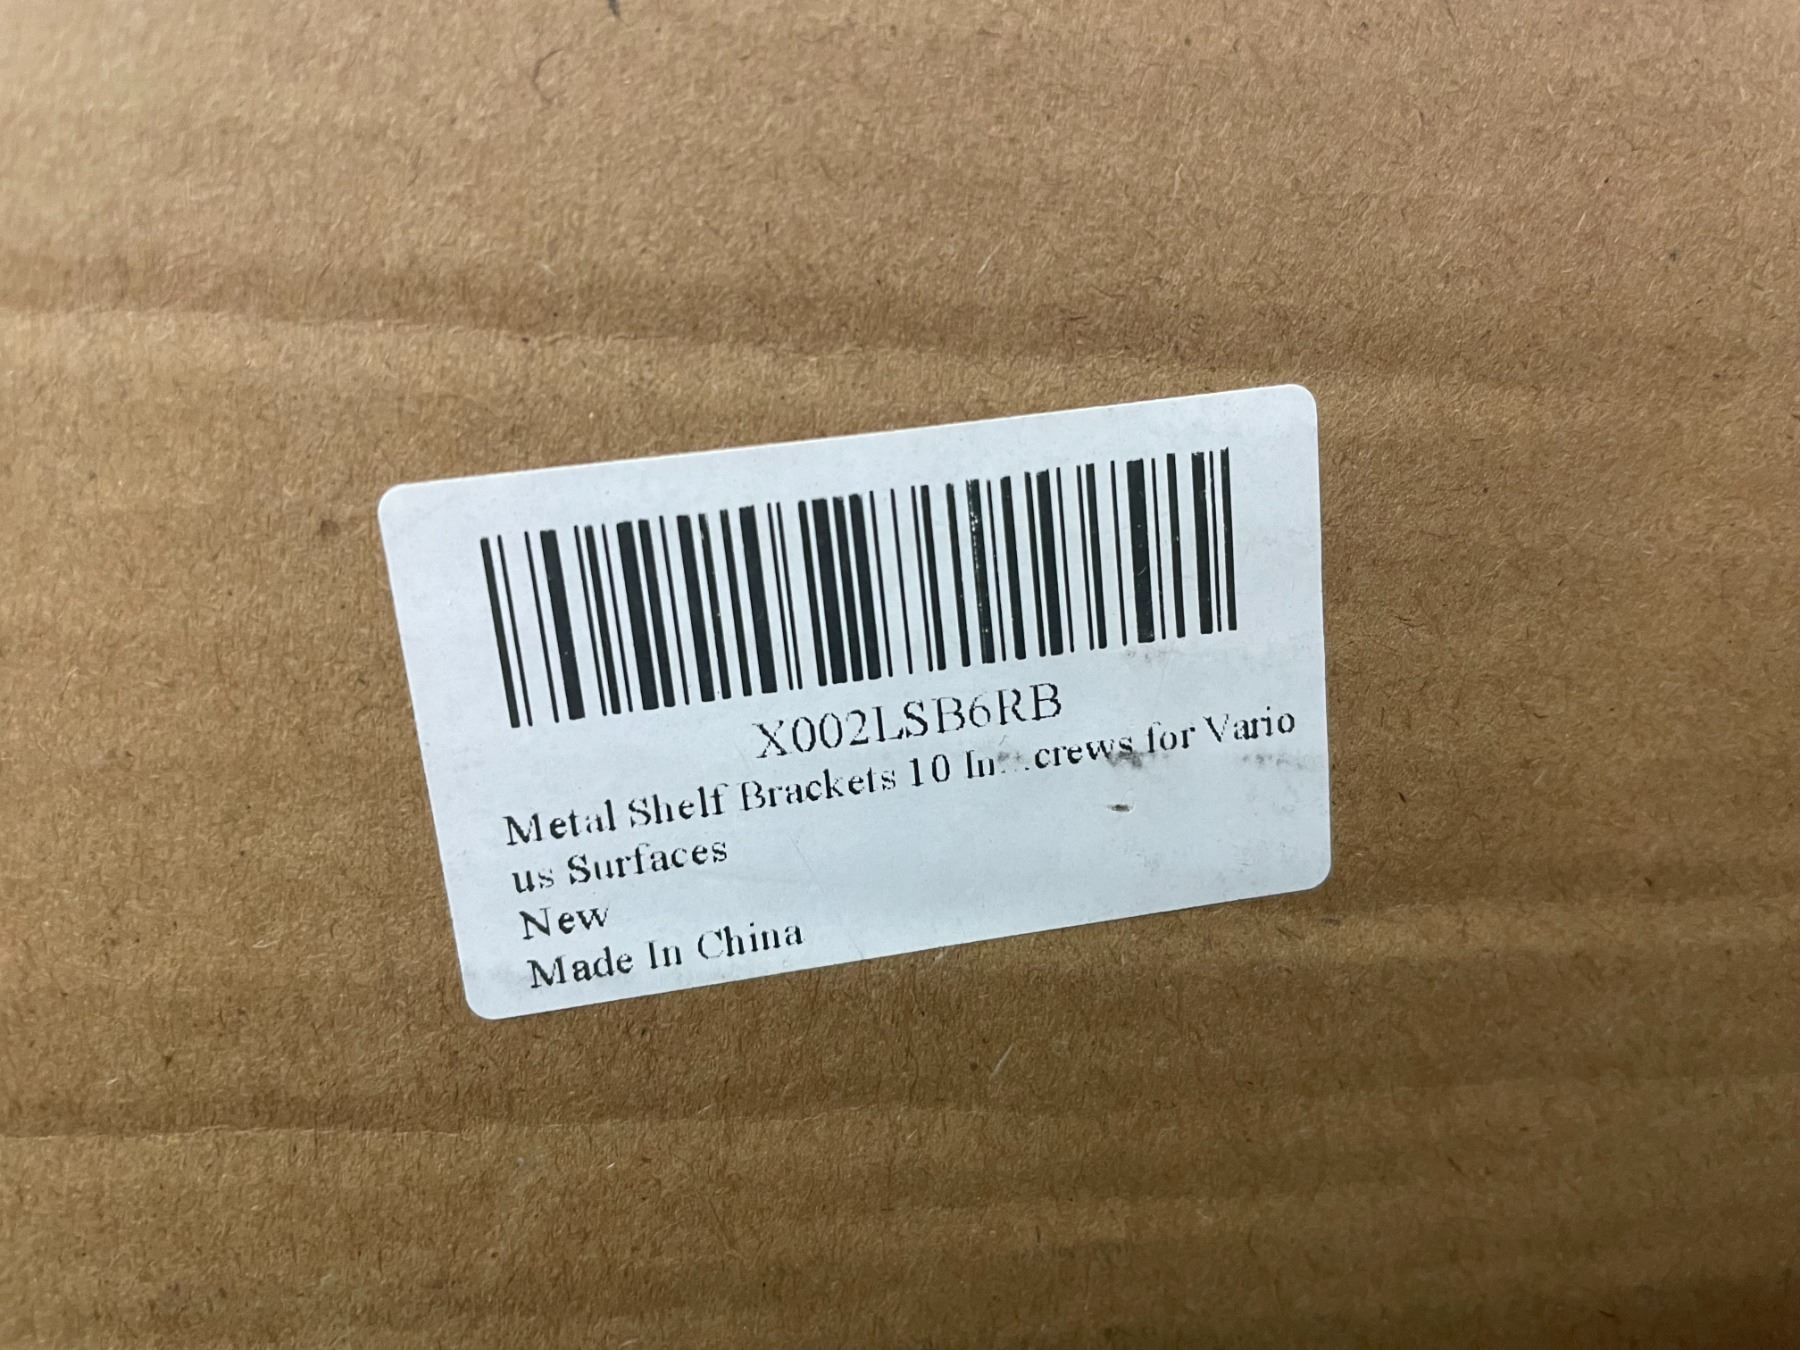 X002LSB6RB
Metal Shelf Brackets 10 In...crews for Vario
us Surfaces
New
Made In China